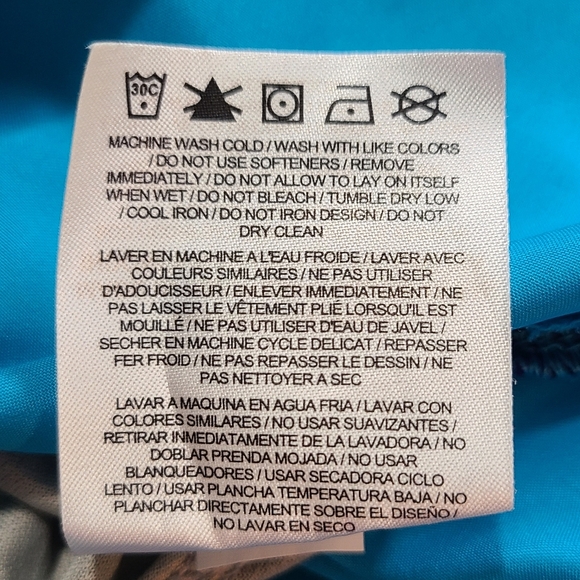 30C
MACHINE WASH COLD / WASH WITH LIKE COLORS
/ DO NOT USE SOFTENERS / REMOVE
IMMEDIATELY / DO NOT ALLOW TO LAY ON ITSELF
WHEN WET / DO NOT BLEACH / TUMBLE DRY LOW
/ COOL IRON / DO NOT IRON DESIGN / DO NOT
DRY CLEAN
LAVER EN MACHINE A L'EAU FROIDE / LAVER AVEC
COULEURS SIMILAIRES / NE PAS UTILISER
D'ADOUCISSEUR / ENLEVER IMMEDIATEMENT / NE
PAS LAISSER LE VÊTEMENT PLIÉ LORSQU'IL EST
MOUILLÉ / NE PAS UTILISER D'EAU DE JAVEL /
SECHER EN MACHINE CYCLE DELICAT / REPASSER
FER FROID / NE PAS REPASSER LE DESSIN / NE
PAS NETTOYER A SEC
LAVAR A MAQUINA EN AGUA FRIA / LAVAR CON
COLORES SIMILARES / NO USAR SUAVIZANTES /
RETIRAR INMEDIATAMENTE DE LA LAVADORA / NO
DOBLAR PRENDA MOJADA / NO USAR
BLANQUEADORES / USAR SECADORA CICLO
LENTO / USAR PLANCHA TEMPERATURA BAJA / NO
PLANCHAR DIRECTAMENTE SOBRE EL DISEÑO /
NO LAVAR EN SECO